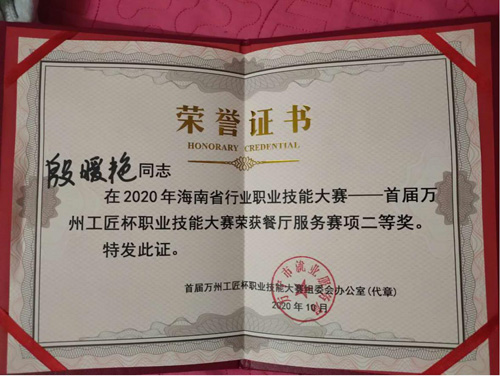 荣誉证书
HONORARY CREDENTIAL
殷暖艳同志
在2020年海南省行业职业技能大赛——首届万
州工匠杯职业技能大赛荣获餐厅服务赛项二等奖。
特发此证。
首届万州工匠杯职业技能大赛组委会办公室(代章)
2020年10月